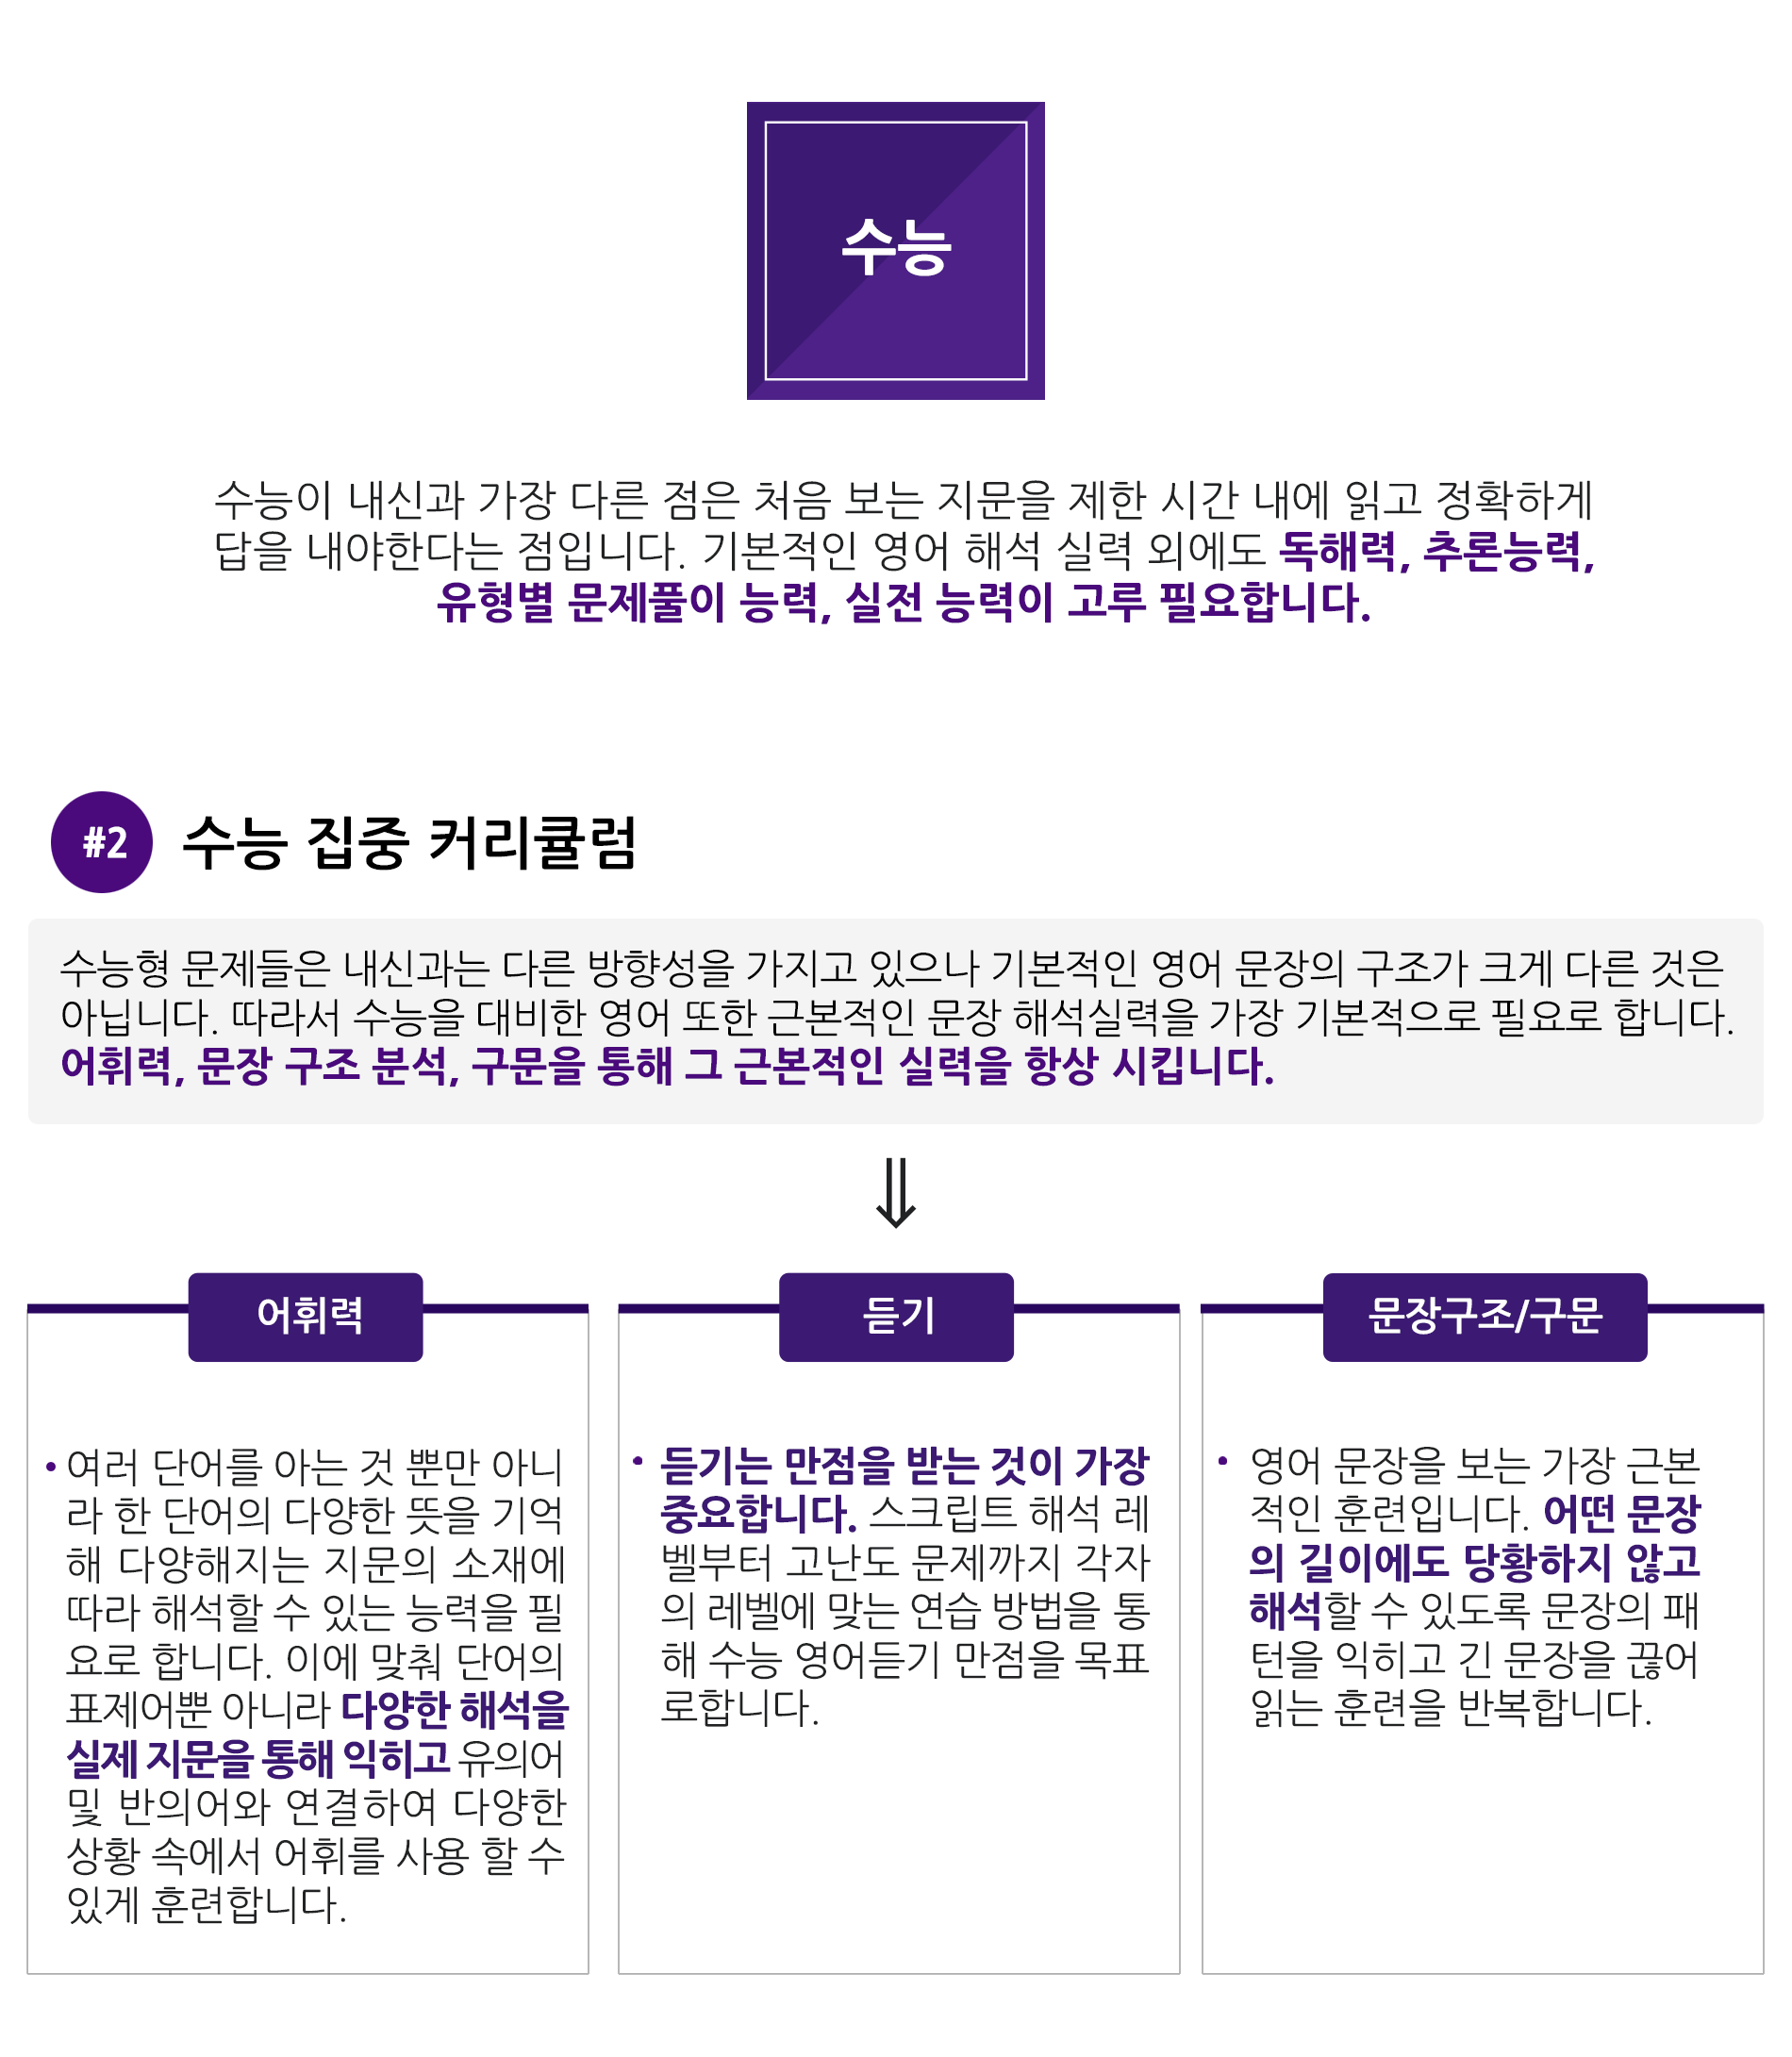 수능
수능이 내신과 가장 다른 점은 처음 보는 지문을 제한 시간 내에 읽고 정확하게
답을 내야한다는 점입니다. 기본적인 영어 해석 실력 외에도 독해력, 추론능력,
유형별 문제풀이 능력, 실전 능력이 고루 필요합니다.
#2 수능 집중 커리큘럼
수능형 문제들은 내신과는 다른 방향성을 가지고 있으나 기본적인 영어 문장의 구조가 크게 다른 것은
아닙니다. 따라서 수능을 대비한 영어 또한 근본적인 문장 해석실력을 가장 기본적으로 필요로 합니다.
어휘력, 문장 구조 분석, 구문을 통해 그 근본적인 실력을 항상 시킵니다.
⇓
어휘력
• 여러 단어를 아는 것 뿐만 아니
라 한 단어의 다양한 뜻을 기억
해 다양해지는 지문의 소재에
따라 해석할 수 있는 능력을 필
요로 합니다. 이에 맞춰 단어의
표제어뿐 아니라 다양한 해석을
실제 지문을 통해 익히고 유의어
및 반의어와 연결하여 다양한
상황 속에서 어휘를 사용 할 수
있게 훈련합니다.
듣기
• 듣기는 만점을 받는 것이 가장
중요합니다. 스크립트 해석 레
벨부터 고난도 문제까지 각자
의 레벨에 맞는 연습 방법을 통
해 수능 영어듣기 만점을 목표
로합니다.
문장구조/구문
• 영어 문장을 보는 가장 근본
적인 훈련입니다. 어떤 문장
의 길이에도 당황하지 않고
해석할 수 있도록 문장의 패
턴을 익히고 긴 문장을 끊어
읽는 훈련을 반복합니다.